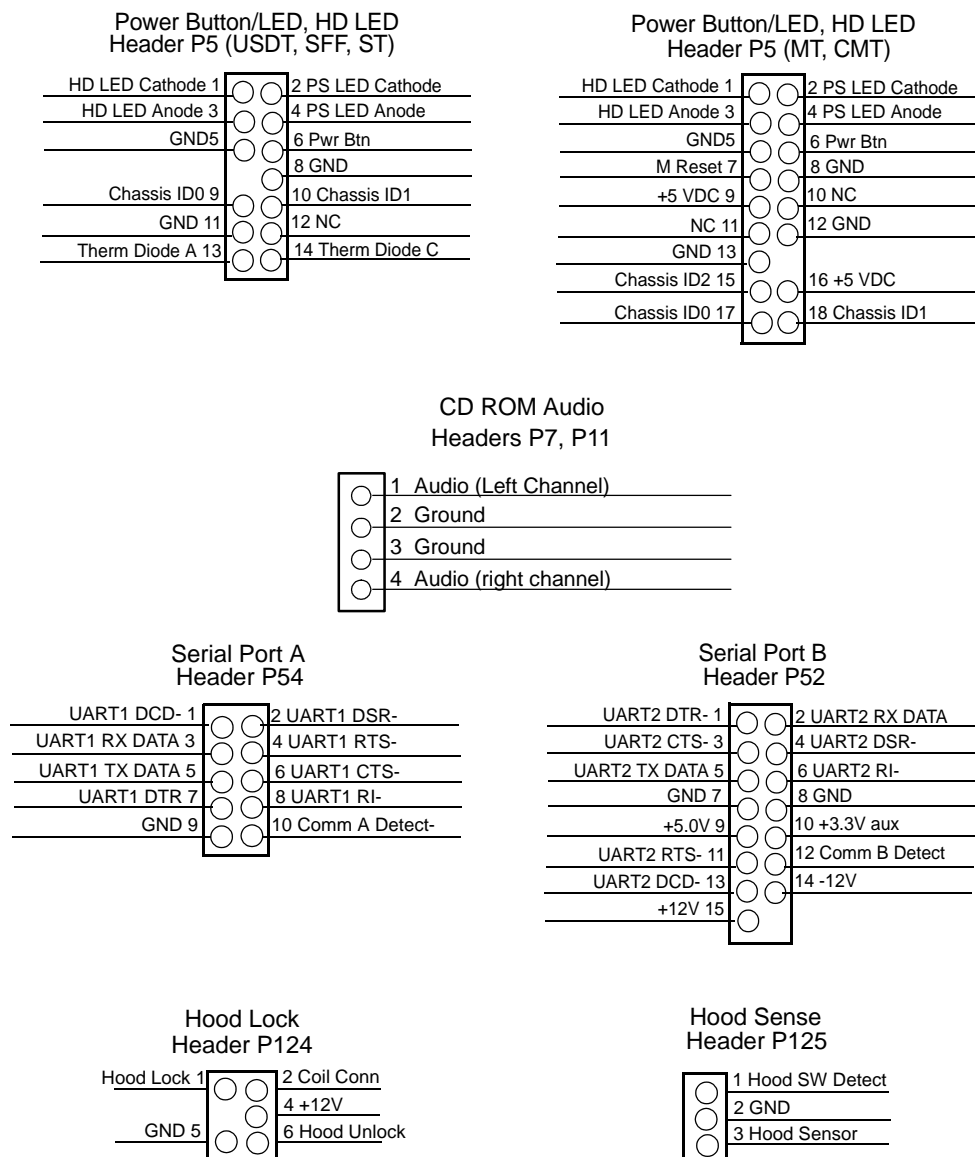 Power Button/LED, HD LED
Header P5 (USDT, SFF, ST)
HD LED Cathode 1
2 PS LED Cathode
HD LED Anode 3
4 PS LED Anode
GND5
6 Pwr Btn
8 GND
Chassis ID0 9
10 Chassis ID1
GND 11
12 NC
Therm Diode A 13
14 Therm Diode C
Power Button/LED, HD LED
Header P5 (MT, CMT)
HD LED Cathode 1
2 PS LED Cathode
HD LED Anode 3
4 PS LED Anode
GND5
6 Pwr Btn
M Reset 7
8 GND
+5 VDC 9
10 NC
NC 11
12 GND
GND 13
Chassis ID2 15
16 +5 VDC
Chassis ID0 17
18 Chassis ID1
CD ROM Audio
Headers P7, P11
1 Audio (Left Channel)
2 Ground
3 Ground
4 Audio (right channel)
Serial Port A
Header P54
UART1 DCD- 1
2 UART1 DSR-
UART1 RX DATA 3
4 UART1 RTS-
UART1 TX DATA 5
6 UART1 CTS-
UART1 DTR 7
8 UART1 RI-
GND 9
10 Comm A Detect-
Serial Port B
Header P52
UART2 DTR- 1
2 UART2 RX DATA
UART2 CTS- 3
4 UART2 DSR-
UART2 TX DATA 5
6 UART2 RI-
GND 7
8 GND
+5.0V 9
10 +3.3V aux
UART2 RTS- 11
12 Comm B Detect
UART2 DCD- 13
14 -12V
+12V 15
Hood Lock
Header P124
Hood Lock 1
2 Coil Conn
4 +12V
GND 5
6 Hood Unlock
Hood Sense
Header P125
1 Hood SW Detect
2 GND
3 Hood Sensor